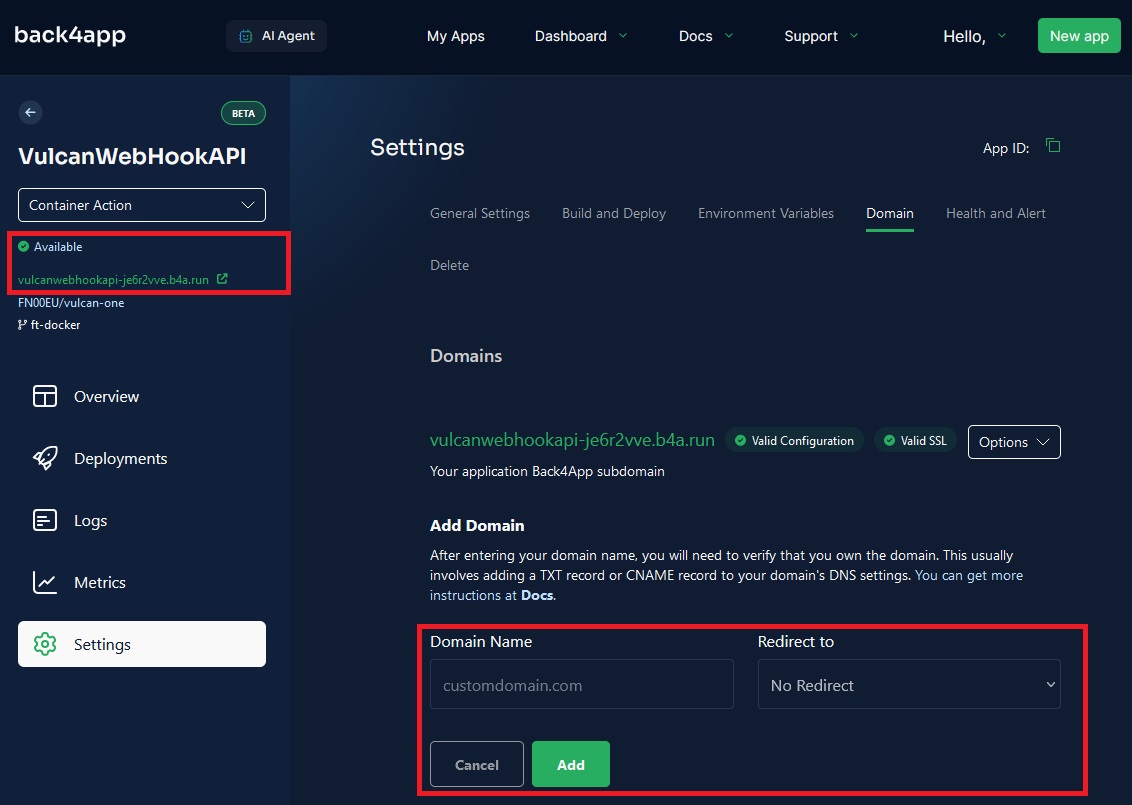 back4app
AI Agent
My Apps
Dashboard
Docs
Support
Hello,
New app
BETA
VulcanWebHookAPI
Container Action
Available
vulcanwebhookapi-je6r2vve.b4a.run
FN00EU/vulcan-one
ft-docker
Overview
Deployments
Logs
Metrics
Settings
Settings
App ID:
General Settings
Build and Deploy
Environment Variables
Domain
Health and Alert
Delete
Domains
vulcanwebhookapi-je6r2vve.b4a.run
Valid Configuration
Valid SSL
Options
Your application Back4App subdomain
Add Domain
After entering your domain name, you will need to verify that you own the domain. This usually
involves adding a TXT record or CNAME record to your domain's DNS settings. You can get more
instructions at Docs.
Domain Name
Redirect to
customdomain.com
No Redirect
Cancel
Add